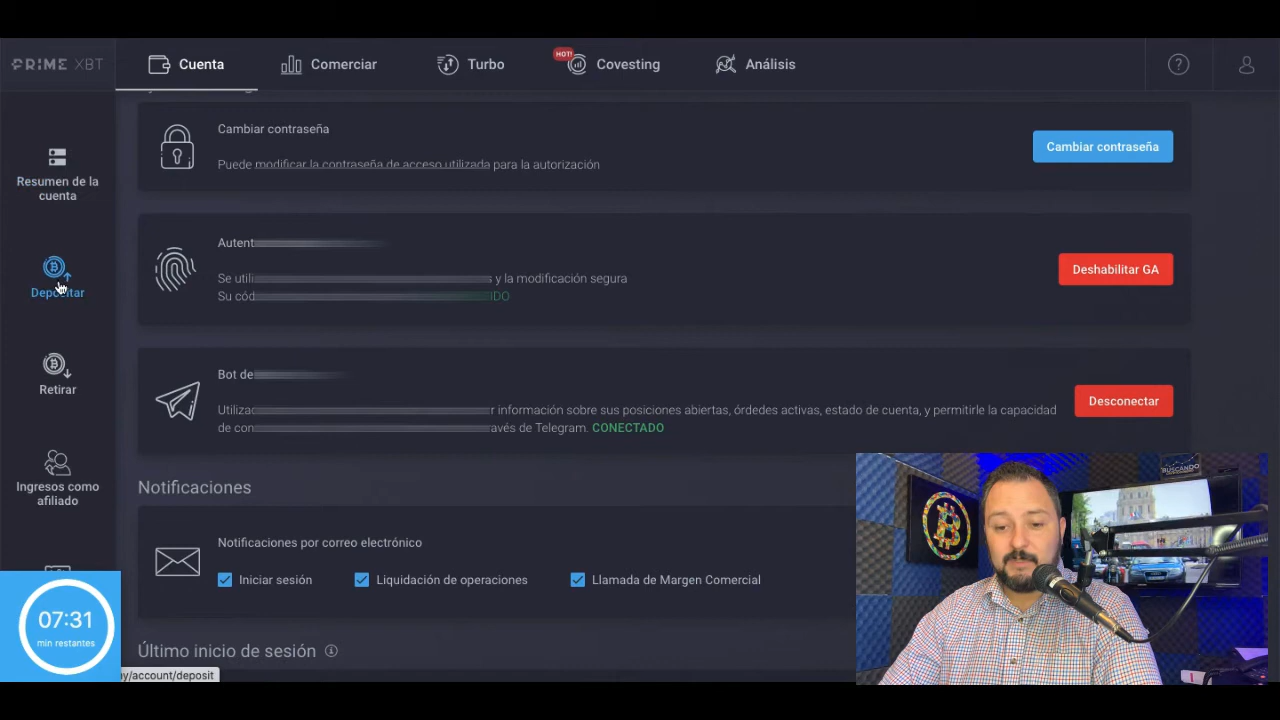 PRIME XBT
Cuenta
Comerciar
Turbo
HOT!
Covesting
Análisis
?
Cambiar contraseña
Puede modificar la contraseña de acceso utilizada para la autorización
Cambiar contraseña
Resumen de la
cuenta
Depositar
Retirar
Ingresos como
afiliado
Autent
Se utili
s y la modificación segura
Su cód
IDO
Deshabilitar GA
Bot de
Utilizac
r información sobre sus posiciones abiertas, órdedes activas, estado de cuenta, y permitirle la capacidad
de con
avés de Telegram. CONECTADO
Desconectar
Notificaciones
Notificaciones por correo electrónico
Iniciar sesión
Liquidación de operaciones
Llamada de Margen Comercial
Último inicio de sesión
07:31
min restantes
y/account/deposit
BUSCANDO